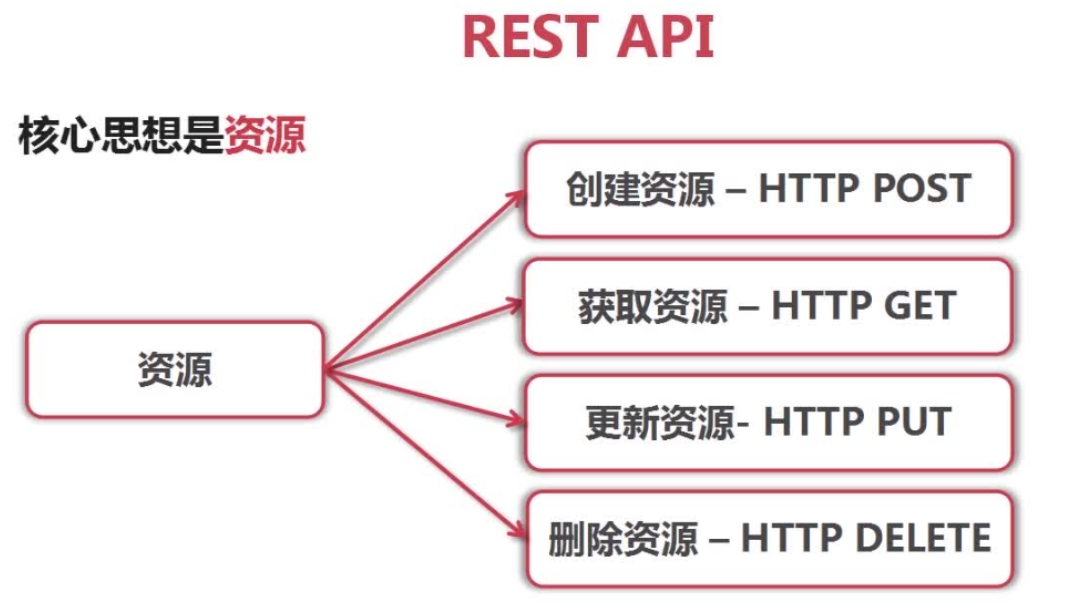 REST API
核心思想是资源
资源
创建资源 – HTTP POST
获取资源 – HTTP GET
更新资源- HTTP PUT
删除资源 – HTTP DELETE